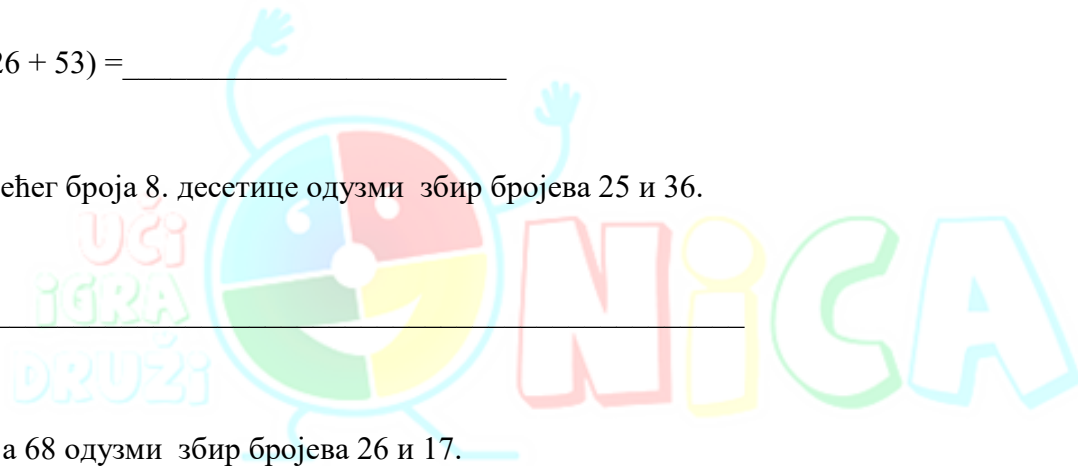 26 + 53) =
ећег броја 8. десетице одузми збир бројева 25 и 36.
UČI
IGRA
DRUŽI
NiCA
а 68 одузми збир бројева 26 и 17.